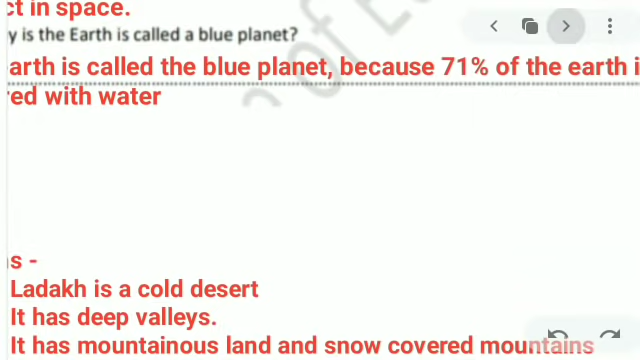 ct in space.
y is the Earth is called a blue planet?
arth is called the blue planet, because 71% of the earth i
red with water
s -
Ladakh is a cold desert
It has deep valleys.
It has mountainous land and snow covered mountains